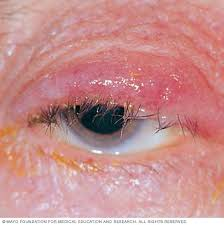 © MAYO FOUNDATION FOR MEDICAL EDUCATION AND RESEARCH. ALL RIGHTS RESERVED.